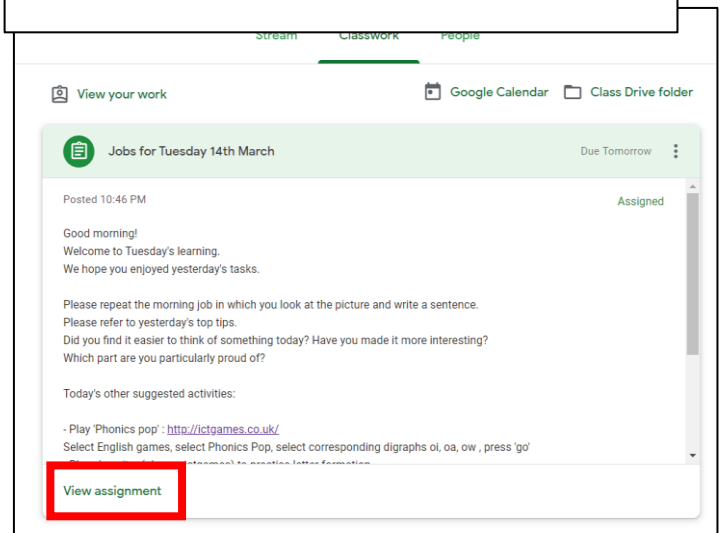 Stream Classwork People
View your work Google Calendar Class Drive folder
Jobs for Tuesday 14th March Due Tomorrow
Posted 10:46 PM Assigned
Good morning!
Welcome to Tuesday's learning.
We hope you enjoyed yesterday's tasks.
Please repeat the morning job in which you look at the picture and write a sentence.
Please refer to yesterday's top tips.
Did you find it easier to think of something today? Have you made it more interesting?
Which part are you particularly proud of?
Today's other suggested activities:
- Play 'Phonics pop' : http://ictgames.co.uk/
Select English games, select Phonics Pop, select corresponding digraphs oi, oa, ow , press 'go'
to practice letter formation
View assignment